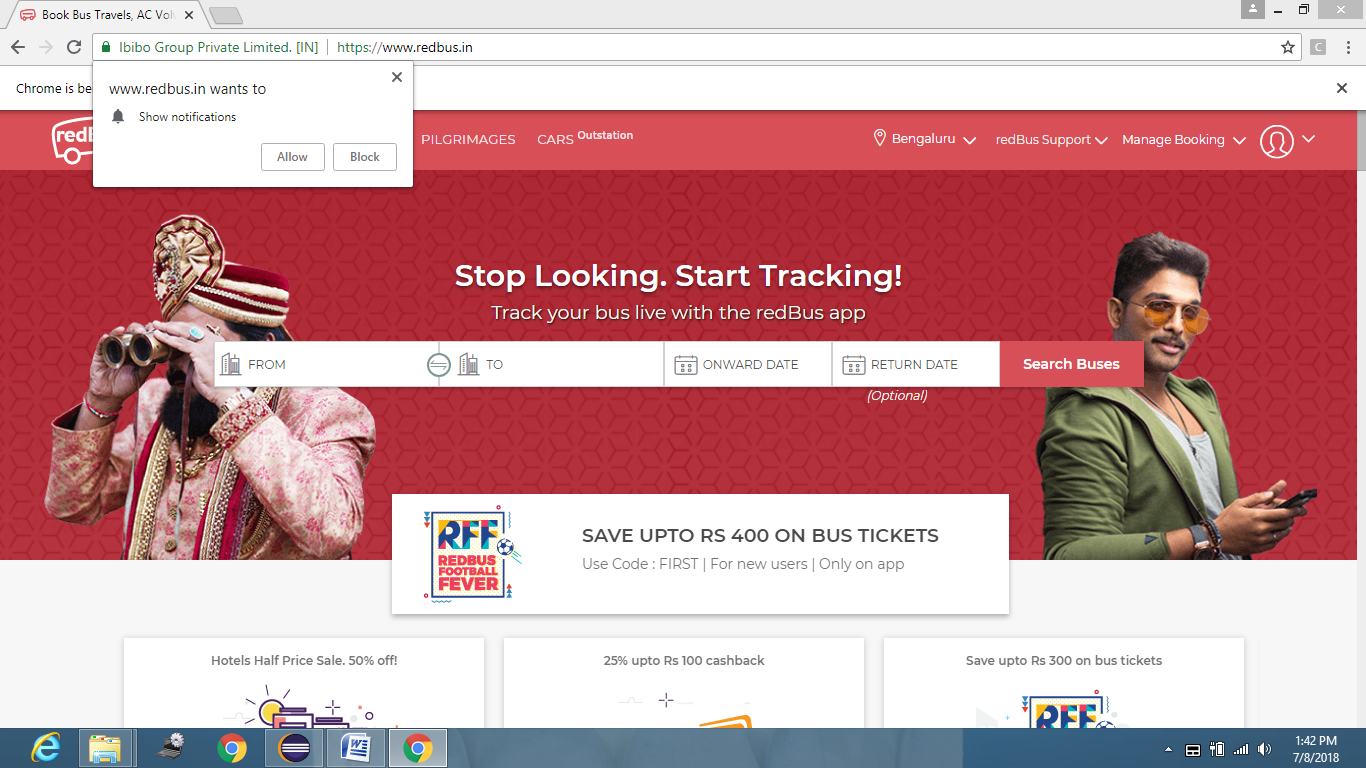 Book Bus Travels, AC Vol
Ibibo Group Private Limited. [IN] https://www.redbus.in
Chrome is be
www.redbus.in wants to
Show notifications
Allow Block
red
PILGRIMAGES CARS Outstation Bengaluru redBus Support Manage Booking
Stop Looking. Start Tracking!
Track your bus live with the redBus app
FROM TO ONWARD DATE RETURN DATE Search Buses
(Optional)
RFF
REDBUS
FOOTBALL
FEVER
SAVE UPTO RS 400 ON BUS TICKETS
Use Code : FIRST | For new users | Only on app
Hotels Half Price Sale. 50% off! 25% upto Rs 100 cashback Save upto Rs 300 on bus tickets
RFF
1:42 PM
7/8/2018